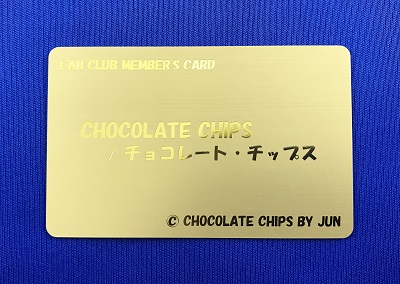 FAN CLUB MEMBER'S CARD
CHOCOLATE CHIPS
/ チョコレート・チップス
© CHOCOLATE CHIPS BY JUN